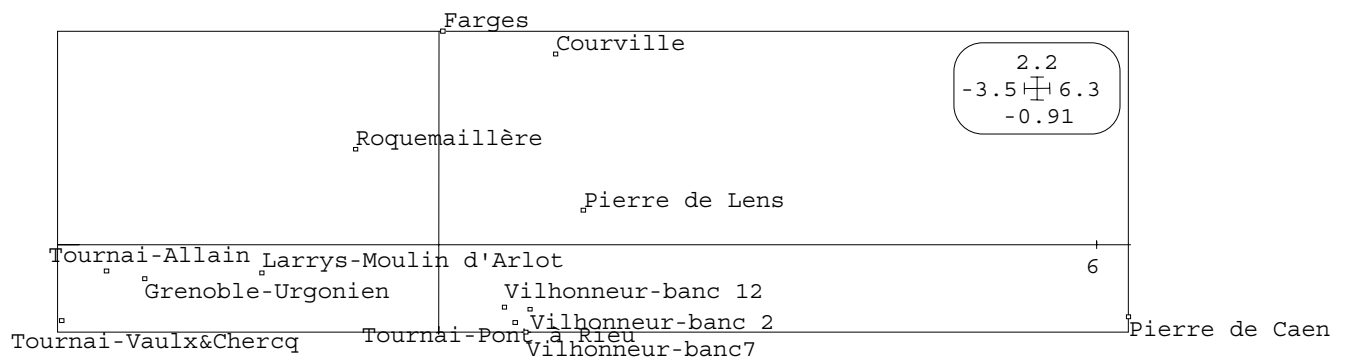 Farges
Courville
2.2
-3.5 6.3
-0.91
Roquemaillère
Pierre de Lens
Tournai-Allain
Larrys-Moulin d'Arlot
6
Grenoble-Urgonien
Vilhonneur-banc 12
Vilhonneur-banc 2
Tournai-Vaulx&Chercq
Tournai-Pont à Rieu
Pierre de Caen
Vilhonneur-banc7